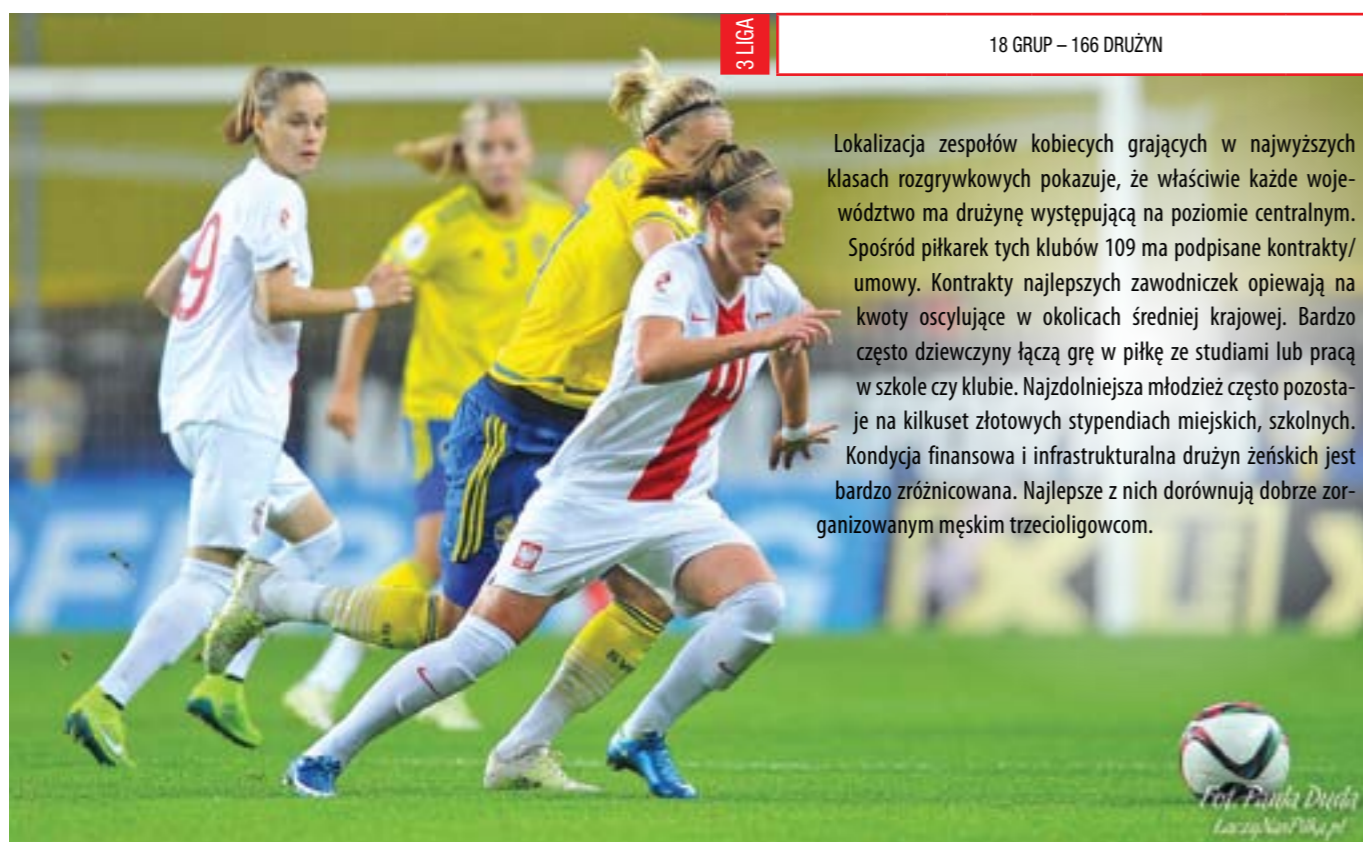 3 LIGA
18 GRUP – 166 DRUŻYN
Lokalizacja zespołów kobiecych grających w najwyższych
klasach rozgrywkowych pokazuje, że właściwie każde woje-
wództwo ma drużynę występującą na poziomie centralnym.
Spośród piłkarek tych klubów 109 ma podpisane kontrakty/
umowy. Kontrakty najlepszych zawodniczek opiewają na
kwoty oscylujące w okolicach średniej krajowej. Bardzo
często dziewczyny łączą grę w piłkę ze studiami lub pracą
w szkole czy klubie. Najzdolniejsza młodzież często pozosta-
je na kilkuset złotowych stypendiach miejskich, szkolnych.
Kondycja finansowa i infrastrukturalna drużyn żeńskich jest
bardzo zróżnicowana. Najlepsze z nich dorównują dobrze zor-
ganizowanym męskim trzecioligowcom.
9
3
Fot. Paula Duda
ŁączyNasPiłka.pl